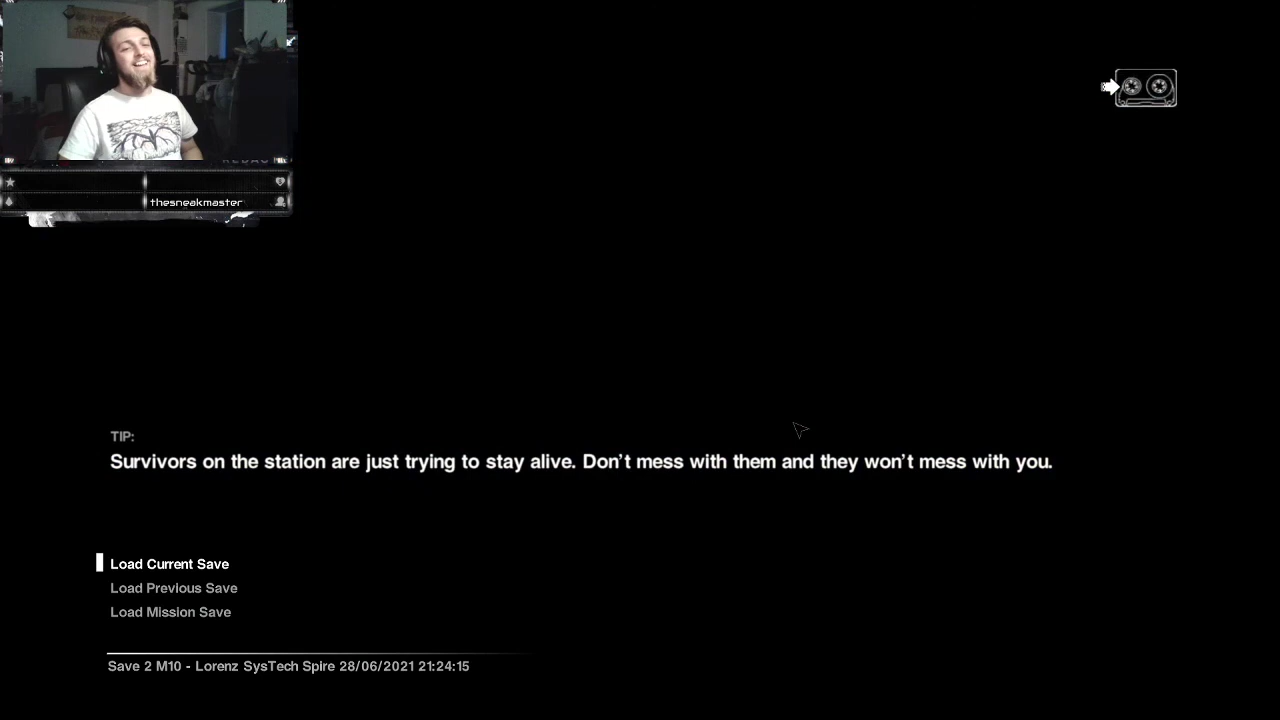 thesneakmaster
TIP:
Survivors on the station are just trying to stay alive. Don't mess with them and they won't mess with you.
Load Current Save
Load Previous Save
Load Mission Save
Save 2 M10 - Lorenz SysTech Spire 28/06/2021 21:24:15